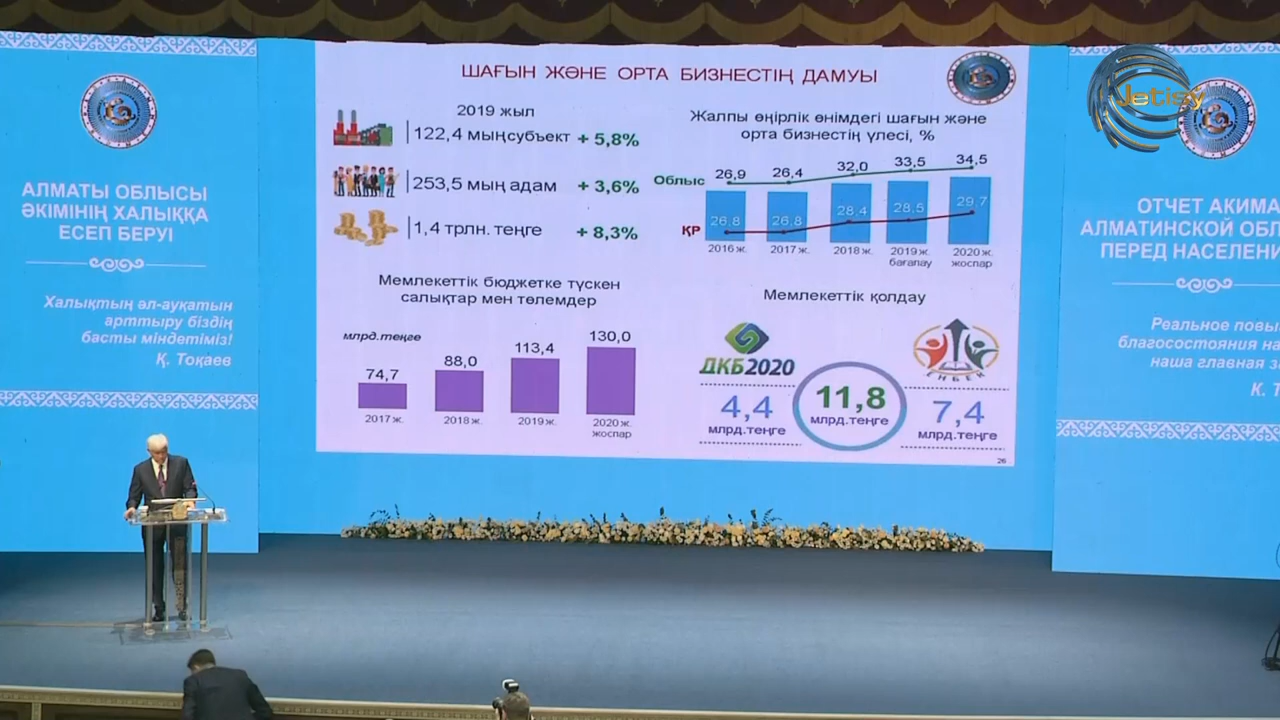 АЛМАТЫ ОБЛЫСЫ
ӘКІМІНІҢ ХАЛЫҚҚА
ЕСЕП БЕРУІ
Халықтың әл-ауқатын
арттыру біздің
басты міндетіміз!
Қ. Тоқаев
ШАҒЫН ЖӘНЕ ОРТА БИЗНЕСТІҢ ДАМУЫ
2019 жыл
122,4 мың субъект + 5,8%
253,5 мың адам + 3,6%
1,4 трлн. теңге + 8,3%
Жалпы өңірлік өнімдегі шағын және
орта бизнестің үлесі, %
Облыс 26,9 26,4 32,0 33,5 34,5
ҚР 26,8 26,8 28,4 28,5 29,7
2016 ж. 2017 ж. 2018 ж. 2019 ж. бағалау 2020 ж. жоспар
Мемлекеттік бюджетке түскен
салықтар мен төлемдер
млрд.теңге
74,7 88,0 113,4 130,0
2017 ж. 2018 ж. 2019 ж. 2020 ж. жоспар
Мемлекеттік қолдау
ДКБ2020
ЕҢБЕК
4,4 млрд.теңге
11,8 млрд.теңге
7,4 млрд.теңге
26
Jetisy
ОТЧЕТ АКИМА
АЛМАТИНСКОЙ ОБЛ
ПЕРЕД НАСЕЛЕНИ
Реальное повы
благосостояния на
наша главная з
К. Т